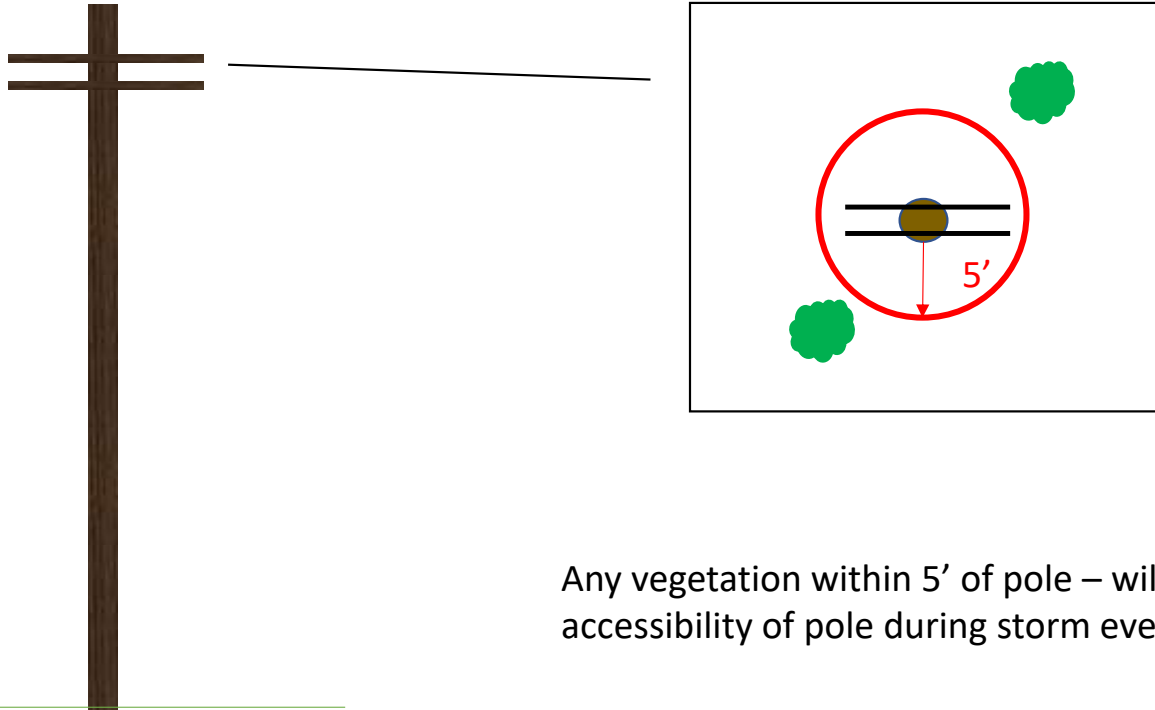 5’
Any vegetation within 5’ of pole – wil
accessibility of pole during storm eve